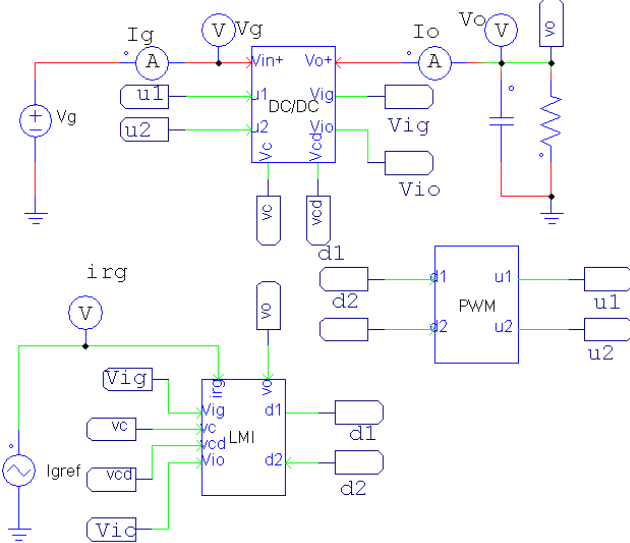 Ig
V
Vg
Io
Vo
V
vo
A
A
Vin+
Vo+
Vg
u1
u1
DC/DC
Vig
Vig
u2
u2
Vio
Vio
Vc
Vcd
vc
vcd
d1
d1
u1
d2
PWM
u1
d2
u2
u2
irg
V
vo
Vig
irg
vo
Vig
d1
vc
vc
LMI
d1
vcd
Igref
vcd
Vio
d2
d2
Vio